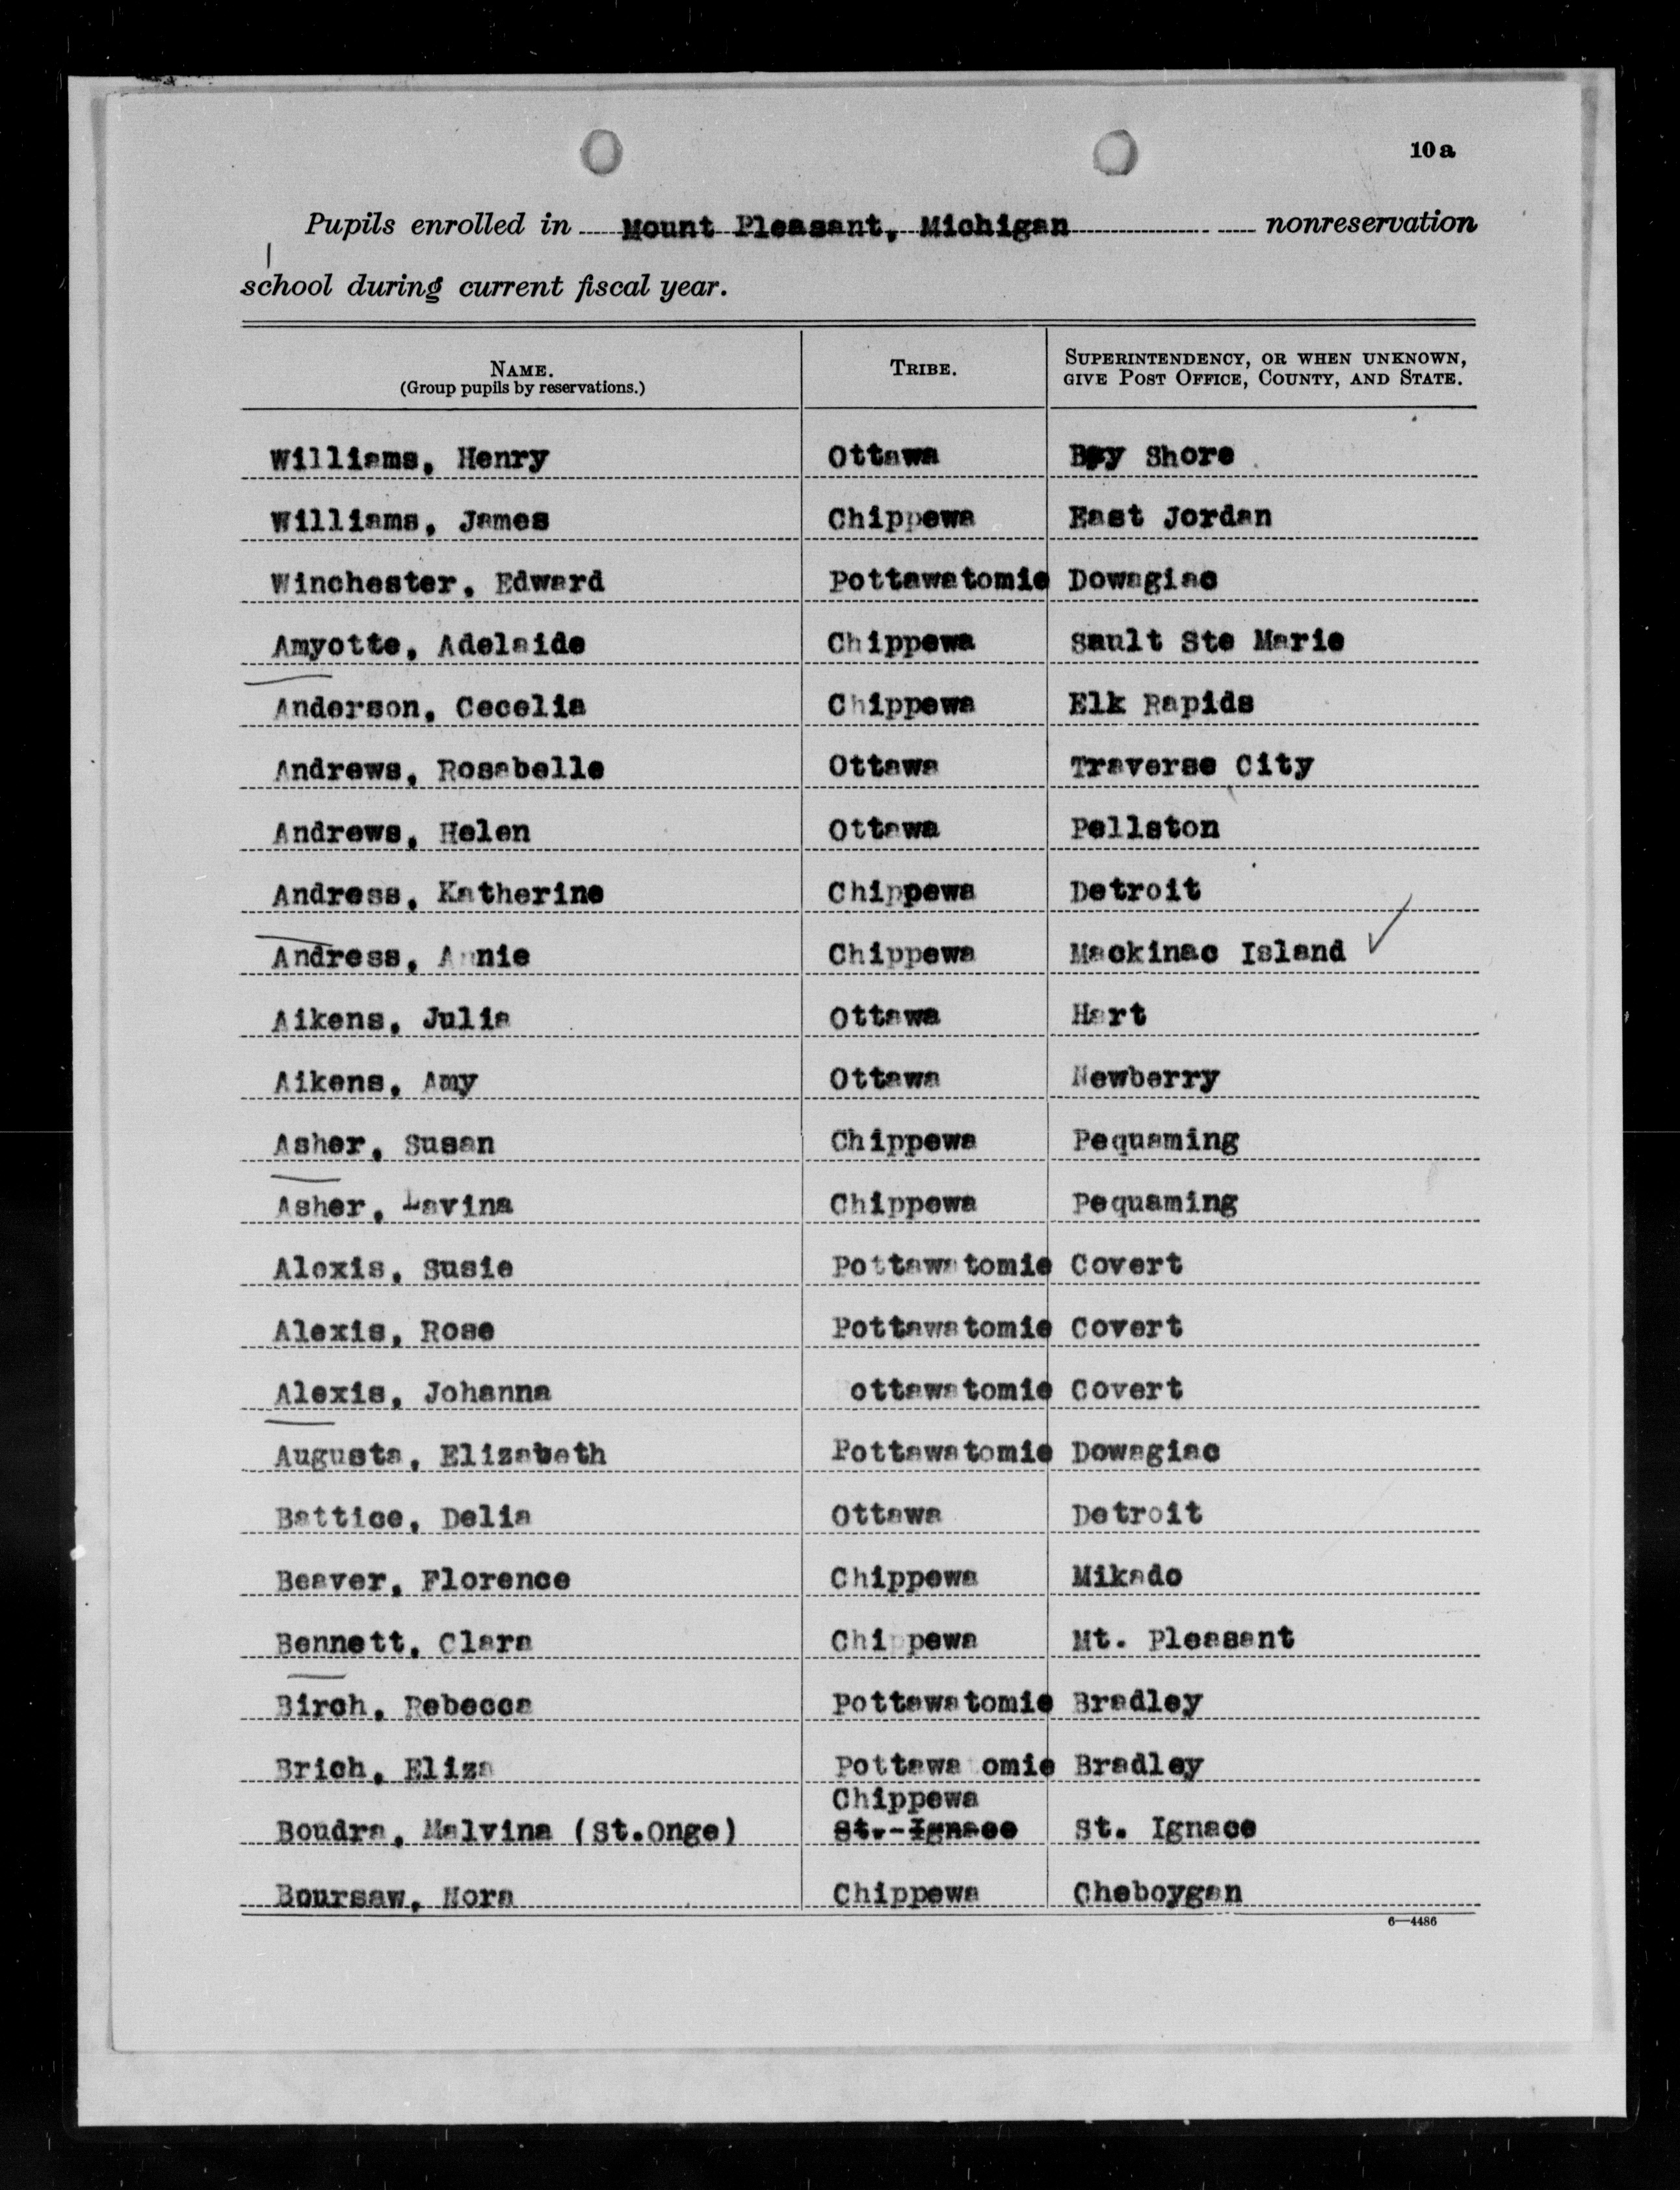 10a
Pupils enrolled in Mount Pleasant, Michigan nonreservation
school during current fiscal year.
NAME. (Group pupils by reservations.) TRIBE. SUPERINTENDENCY, OR WHEN UNKNOWN, GIVE POST OFFICE, COUNTY, AND STATE.
Williams, Henry Ottawa Bay Shore
Williams, James Chippewa East Jordan
Winchester, Edward Pottawatomie Dowagiac
Amyotte, Adelaide Chippewa Sault Ste Marie
Anderson, Cecelia Chippewa Elk Rapids
Andrews, Rosabelle Ottawa Traverse City
Andrews, Helen Ottawa Pellston
Andress, Katherine Chippewa Detroit
Andress, Annie Chippewa Mackinac Island ✓
Aikens, Julia Ottawa Hart
Aikens, Amy Ottawa Newberry
Asher, Susan Chippewa Pequaming
Asher, Lavina Chippewa Pequaming
Alexis, Susie Pottawatomie Covert
Alexis, Rose Pottawatomie Covert
Alexis, Johanna ottawatomie Covert
Augusta, Elizabeth Pottawatomie Dowagiac
Battice, Delia Ottawa Detroit
Beaver, Florence Chippewa Mikado
Bennett, Clara Chippewa Mt. Pleasant
Birch, Rebecca Pottawatomie Bradley
Brich, Eliza Pottawatomie Bradley
Chippewa
Boudra, Malvina (St.Onge) St. Ignace St. Ignace
Boursaw, Nora Chippewa Cheboygan
6—4486